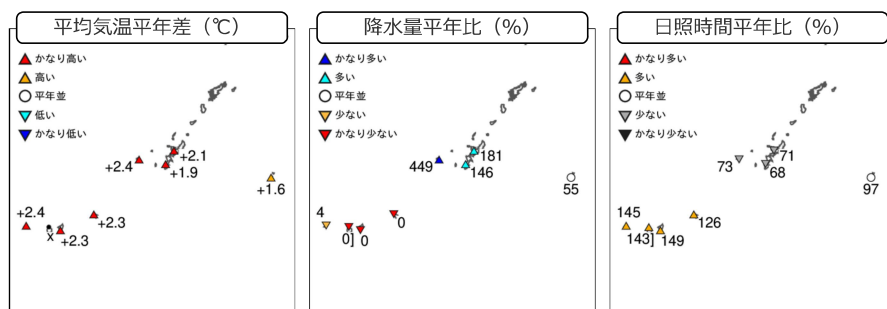 平均気温平年差（℃）
かなり高い
高い
平年並
低い
かなり低い
+2.1
+2.4
+1.9
+1.6
+2.4
+2.3
x
+2.3
降水量平年比（%）
かなり多い
多い
平年並
少ない
かなり少ない
181
449
146
55
4
0
0]
0
日照時間平年比（%）
かなり多い
多い
平年並
少ない
かなり少ない
71
73
68
97
145
126
143]
149